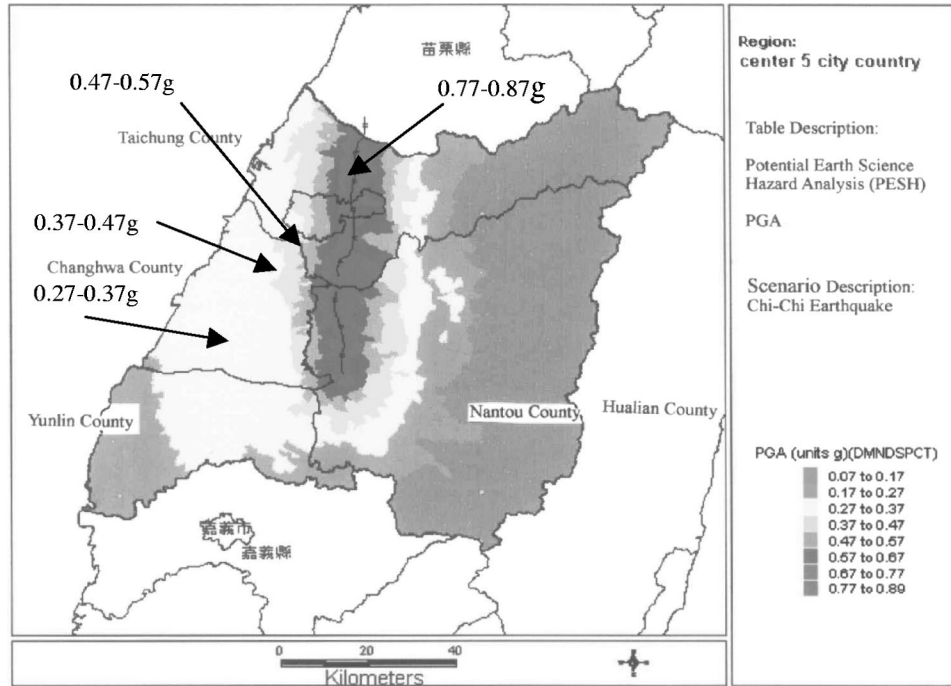 苗栗縣
0.47-0.57g
0.77-0.87g
Taichung County
0.37-0.47g
Changhwa County
0.27-0.37g
Yunlin County
Nantou County
Hualian County
嘉義市
嘉義縣
0 20 40
Kilometers
Region:
center 5 city country
Table Description:
Potential Earth Science
Hazard Analysis (PESH)
PGA
Scenario Description:
Chi-Chi Earthquake
PGA (units g)(DMNDSPCT)
0.07 to 0.17
0.17 to 0.27
0.27 to 0.37
0.37 to 0.47
0.47 to 0.57
0.57 to 0.67
0.67 to 0.77
0.77 to 0.89